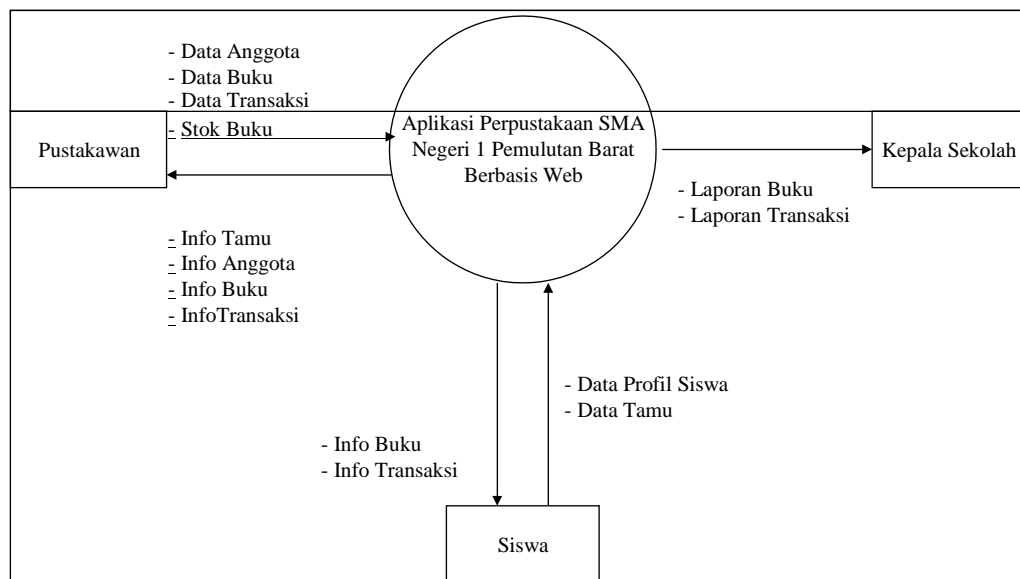 - Data Anggota
- Data Buku
- Data Transaksi
- Stok Buku
Pustakawan
Aplikasi Perpustakaan SMA
Negeri 1 Pemulutan Barat
Berbasis Web
Kepala Sekolah
- Laporan Buku
- Laporan Transaksi
- Info Tamu
- Info Anggota
- Info Buku
- InfoTransaksi
- Data Profil Siswa
- Data Tamu
- Info Buku
- Info Transaksi
Siswa